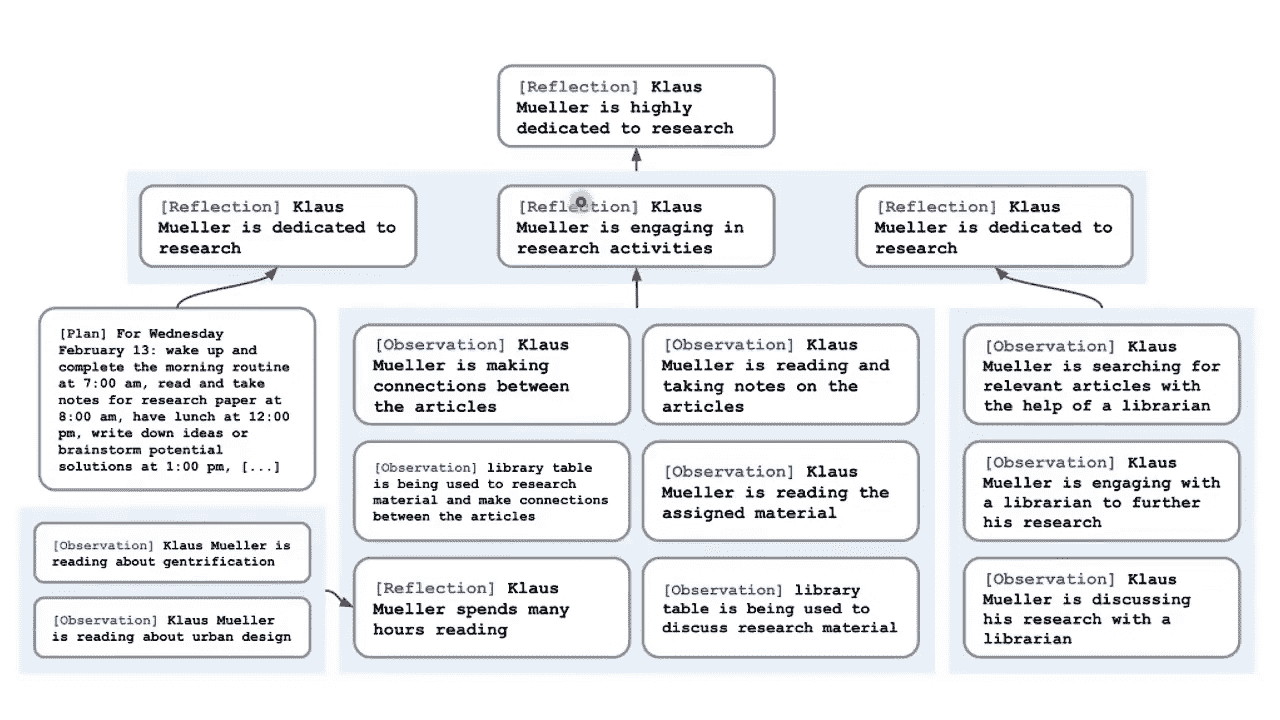 [Reflection] Klaus
Mueller is highly
dedicated to research
[Reflection] Klaus
Mueller is dedicated to
research
[Reflection] Klaus
Mueller is engaging in
research activities
[Reflection] Klaus
Mueller is dedicated to
research
[Plan] For Wednesday
February 13: wake up and
complete the morning routine
at 7:00 am, read and take
notes for research paper at
8:00 am, have lunch at 12:00
pm, write down ideas or
brainstorm potential
solutions at 1:00 pm, [...]
[Observation] Klaus Mueller is
reading about gentrification
[Observation] Klaus Mueller
is reading about urban design
[Observation] Klaus
Mueller is making
connections between
the articles
[Observation] Klaus
Mueller is reading and
taking notes on the
articles
[Observation] library table
is being used to research
material and make connections
between the articles
[Observation] Klaus
Mueller is reading the
assigned material
[Reflection] Klaus
Mueller spends many
hours reading
[Observation] library
table is being used to
discuss research material
[Observation] Klaus
Mueller is searching for
relevant articles with
the help of a librarian
[Observation] Klaus
Mueller is engaging with
a librarian to further
his research
[Observation] Klaus
Mueller is discussing
his research with a
librarian